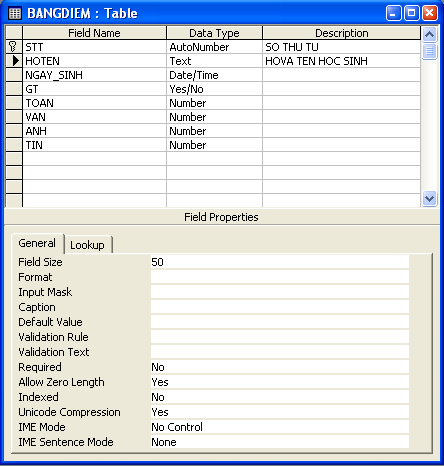 BANGDIEM : Table
Field Name Data Type Description
STT AutoNumber SO THU TU
HOTEN Text HOVA TEN HOC SINH
NGAY_SINH Date/Time
GT Yes/No
TOAN Number
VAN Number
ANH Number
TIN Number
Field Properties
General Lookup
Field Size 50
Format
Input Mask
Caption
Default Value
Validation Rule
Validation Text
Required No
Allow Zero Length Yes
Indexed No
Unicode Compression Yes
IME Mode No Control
IME Sentence Mode None